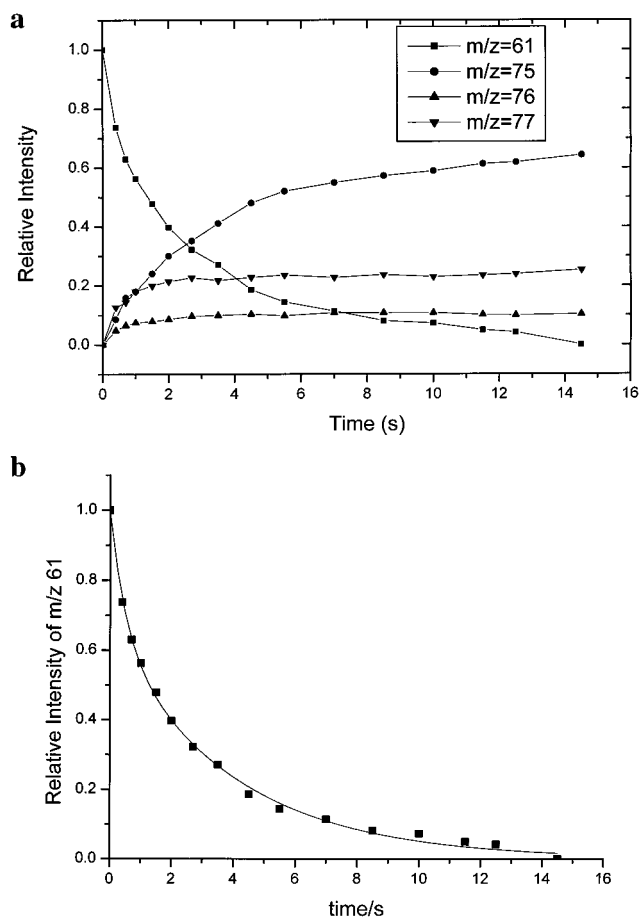 a
m/z=61
m/z=75
m/z=76
m/z=77
Relative Intensity
1.0
0.8
0.6
0.4
0.2
0.0
0 2 4 6 8 10 12 14 16
Time (s)
b
Relative Intensity of m/z 61
1.0
0.8
0.6
0.4
0.2
0.0
0 2 4 6 8 10 12 14 16
time/s